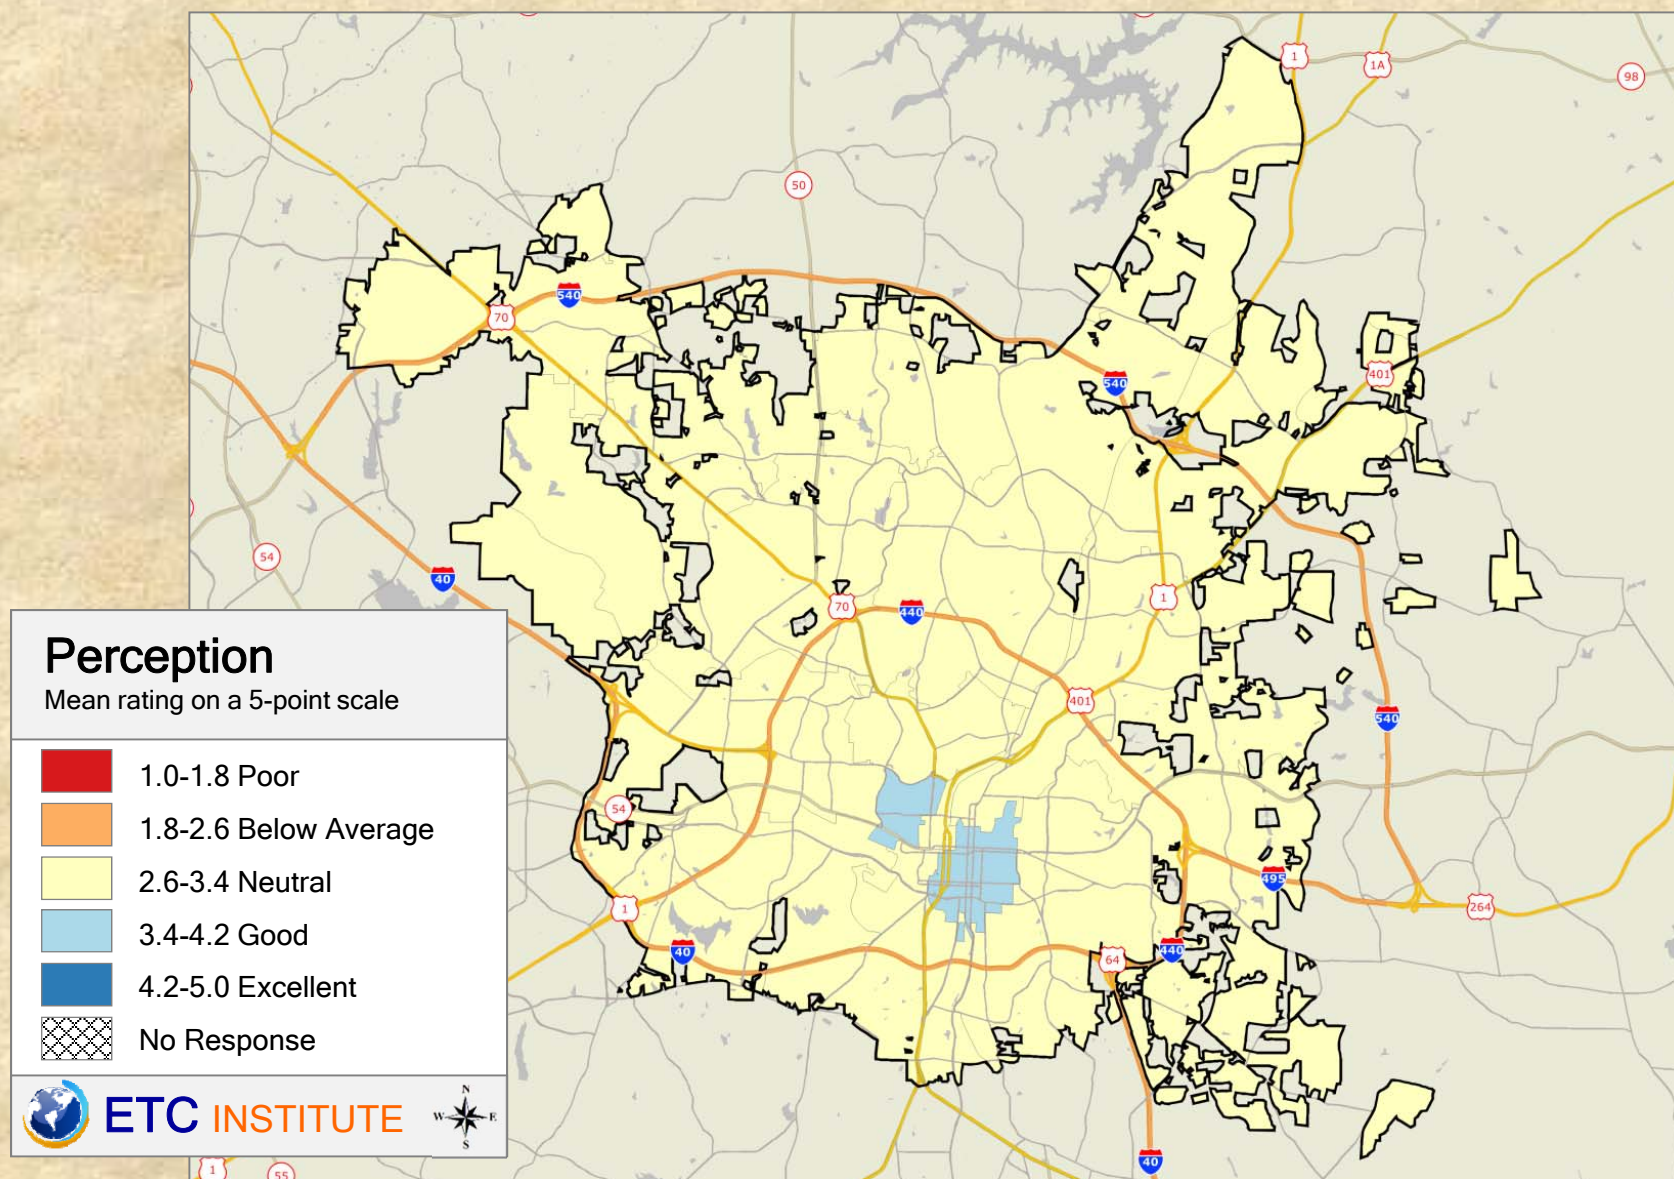 1
1A
98
50
540
70
401
540
54
40
70
440
1
401
540
54
495
1
264
40
440
64
40
1
55
Perception
Mean rating on a 5-point scale
1.0-1.8 Poor
1.8-2.6 Below Average
2.6-3.4 Neutral
3.4-4.2 Good
4.2-5.0 Excellent
No Response
ETC INSTITUTE
N
W E
S